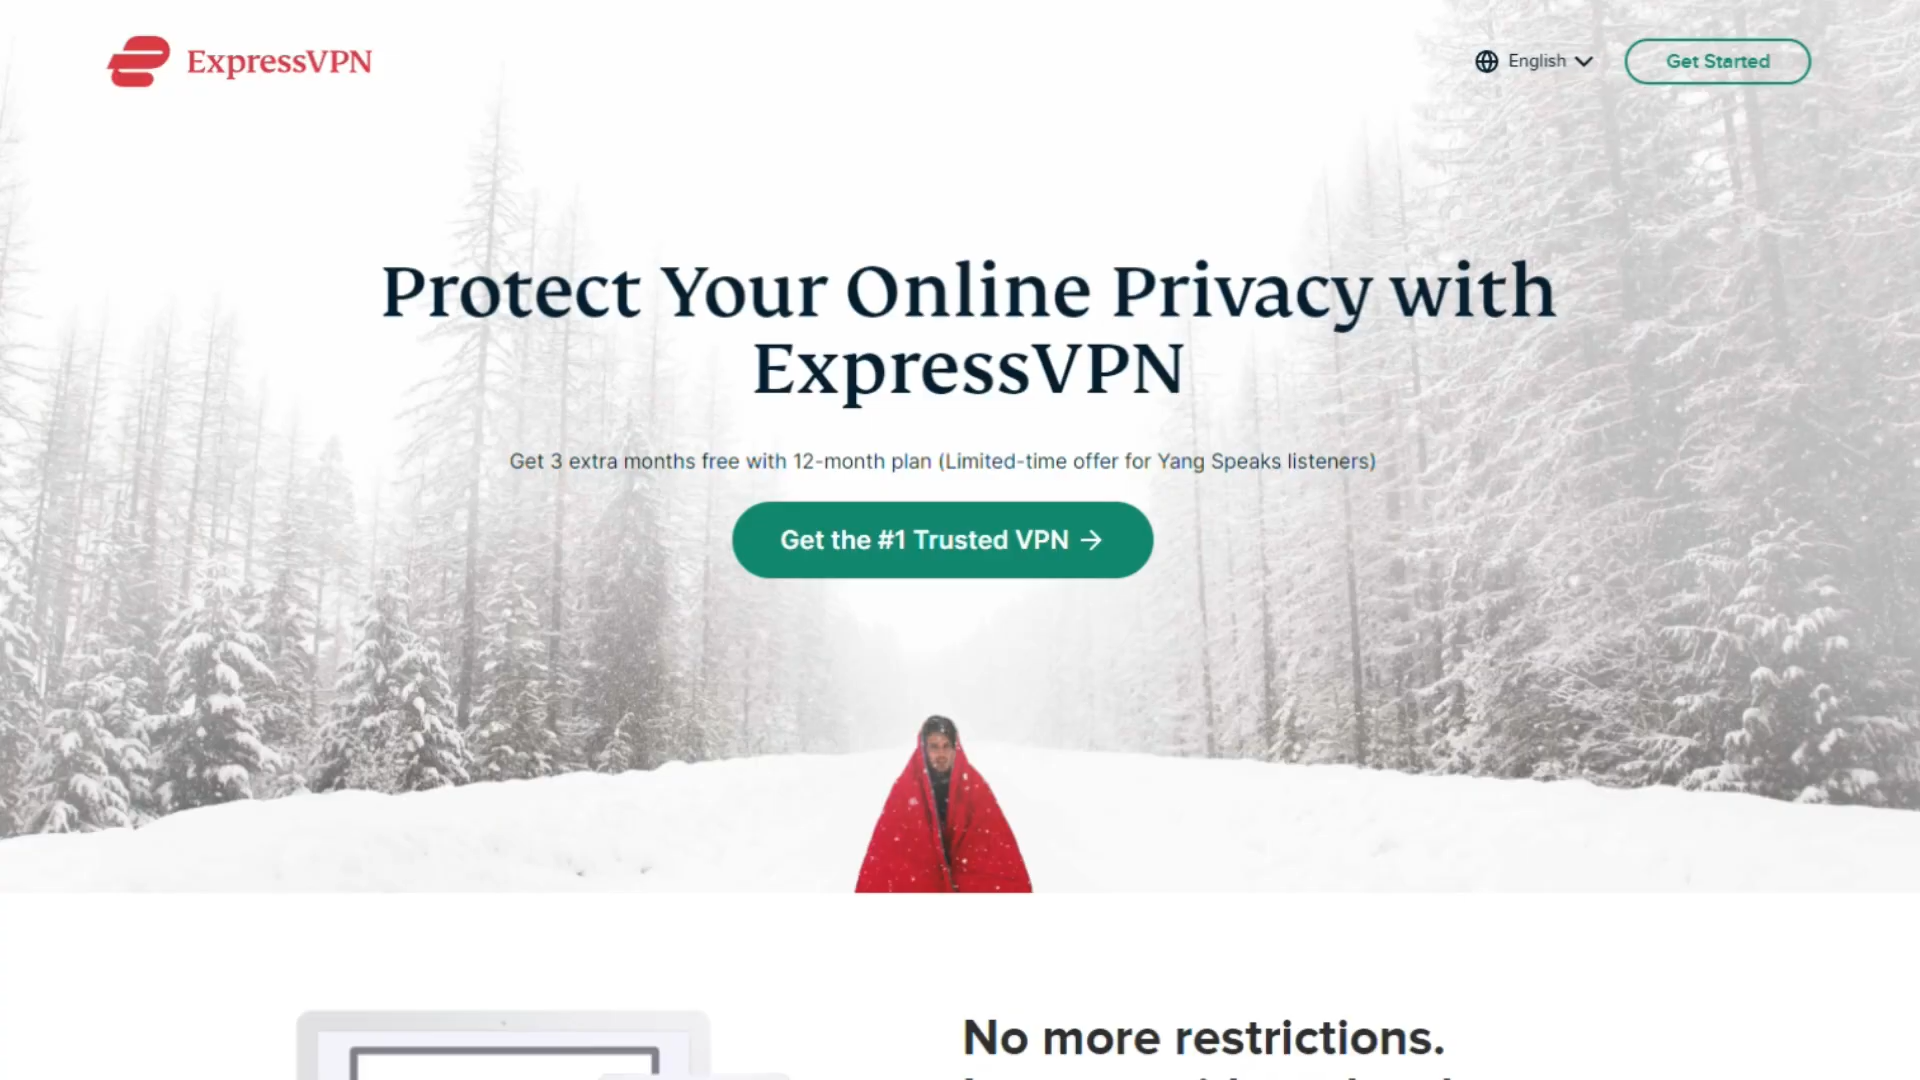 ExpressVPN
English
Get Started
Protect Your Online Privacy with
ExpressVPN
Get 3 extra months free with 12-month plan (Limited-time offer for Yang Speaks listeners)
Get the #1 Trusted VPN →
No more restrictions.